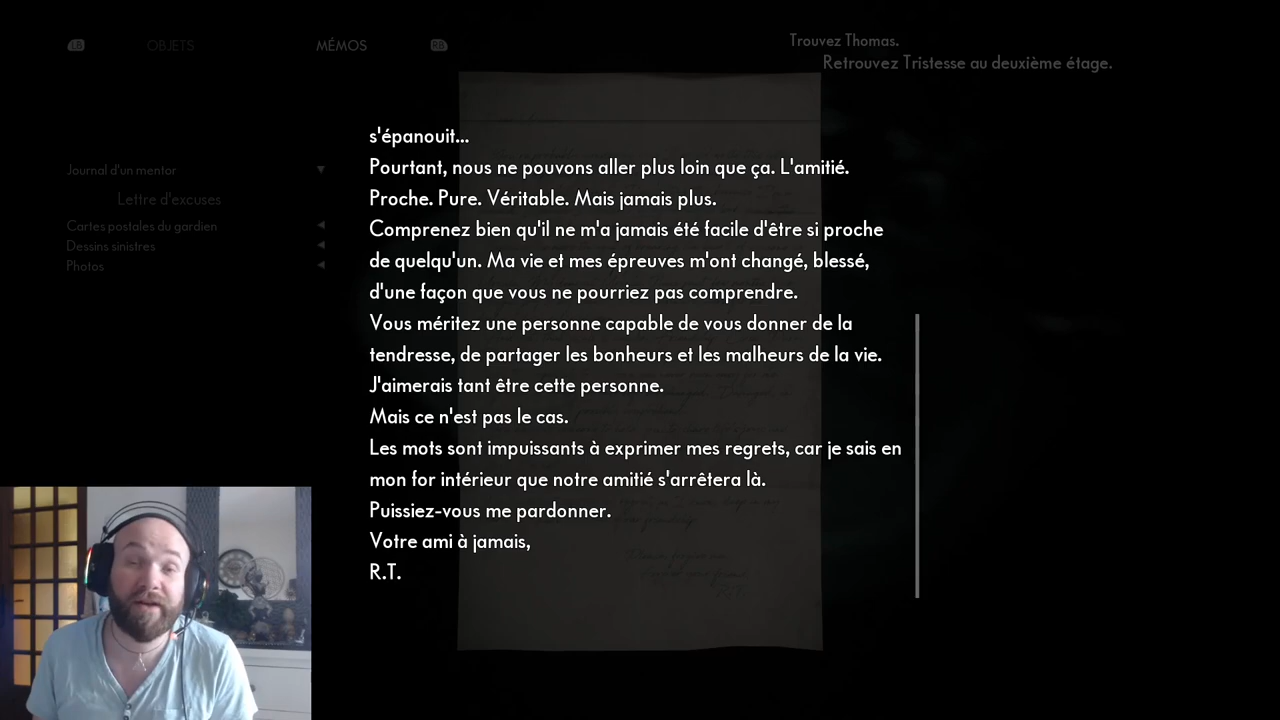 LB OBJETS MÉMOS RB
Trouvez Thomas.
Retrouvez Tristesse au deuxième étage.
Journal d'un mentor
Lettre d'excuses
Cartes postales du gardien
Dessins sinistres
Photos
s'épanouit...
Pourtant, nous ne pouvons aller plus loin que ça. L'amitié.
Proche. Pure. Véritable. Mais jamais plus.
Comprenez bien qu'il ne m'a jamais été facile d'être si proche
de quelqu'un. Ma vie et mes épreuves m'ont changé, blessé,
d'une façon que vous ne pourriez pas comprendre.
Vous méritez une personne capable de vous donner de la
tendresse, de partager les bonheurs et les malheurs de la vie.
J'aimerais tant être cette personne.
Mais ce n'est pas le cas.
Les mots sont impuissants à exprimer mes regrets, car je sais en
mon for intérieur que notre amitié s'arrêtera là.
Puissiez-vous me pardonner.
Votre ami à jamais,
R.T.